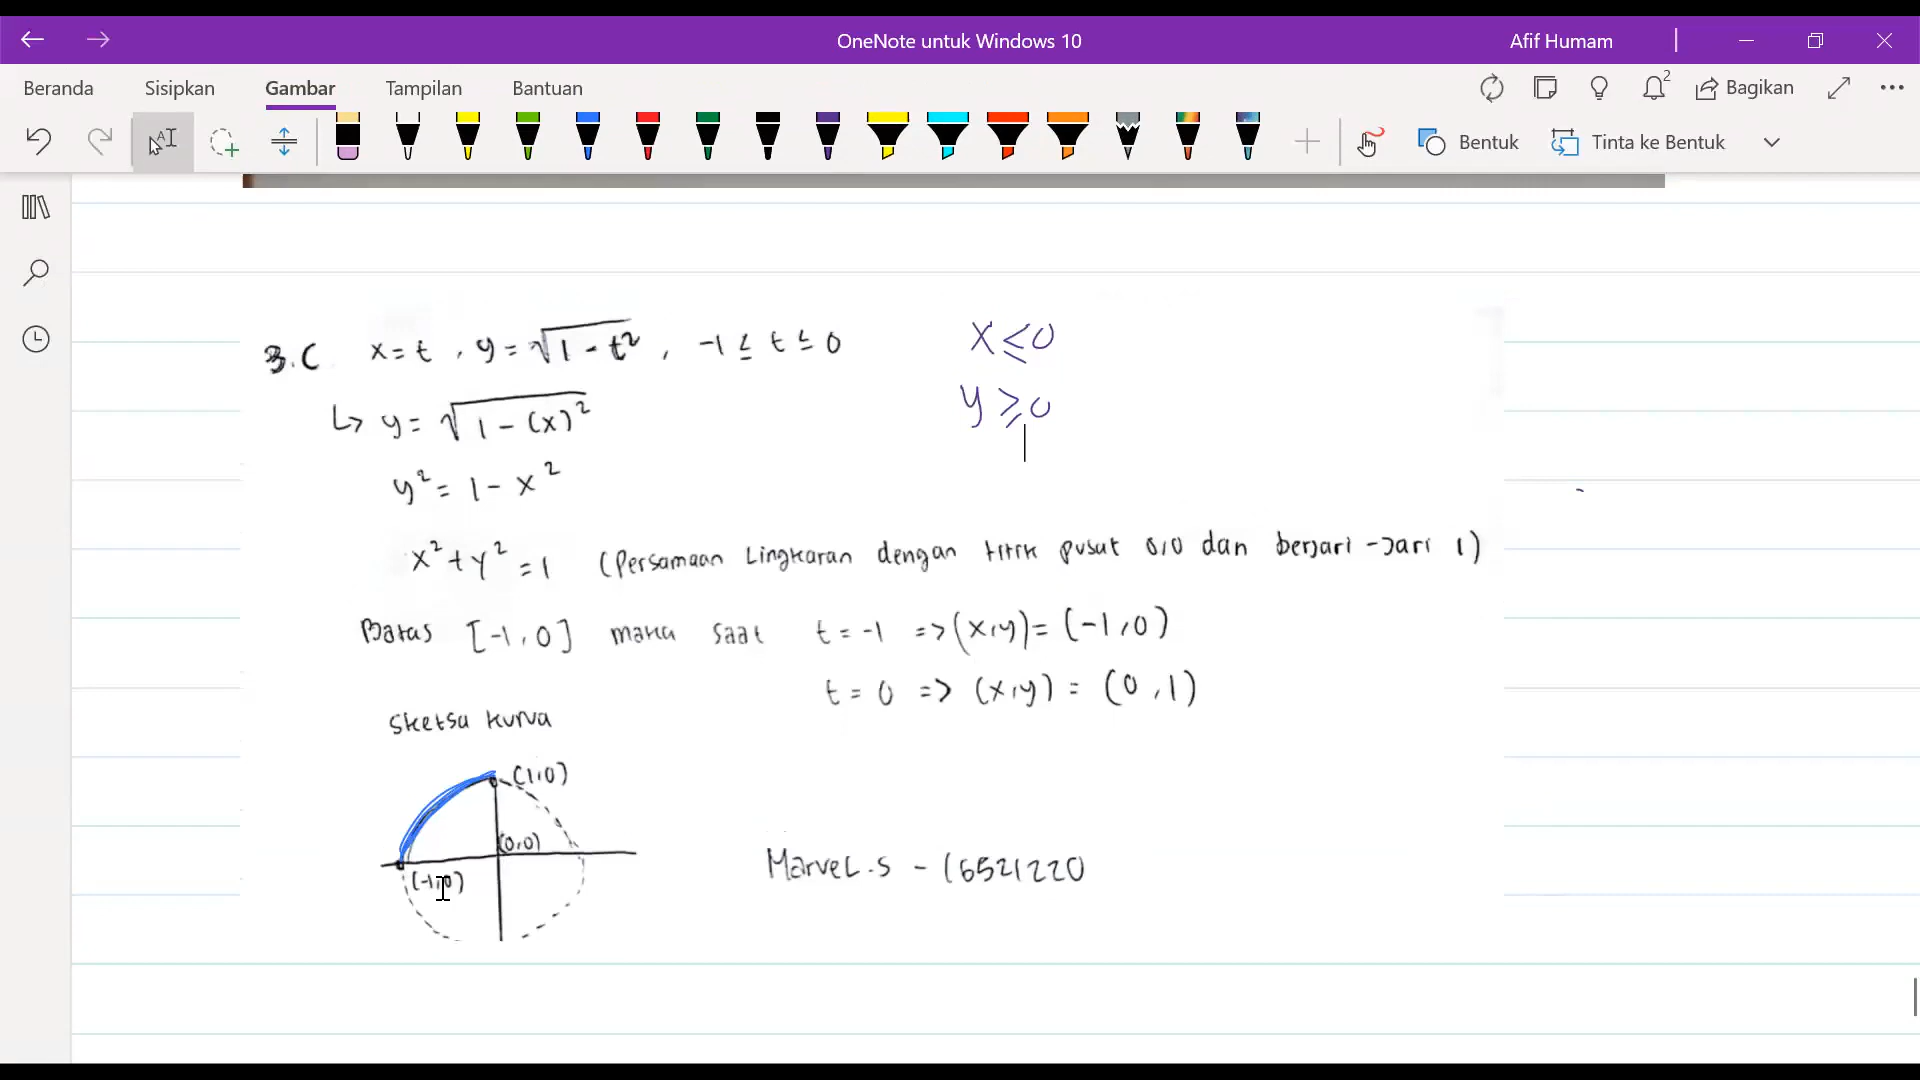 OneNote untuk Windows 10
Afif Humam
Beranda Sisipkan Gambar Tampilan Bantuan
2
Bagikan
Bentuk
Tinta ke Bentuk
3.C x = t , y = √1 - t² , -1 ≤ t ≤ 0
x ≤ 0
y ≥ 0
↳ y = √1 - (x)²
y² = 1 - x²
x² + y² = 1 (Persamaan Lingkaran dengan titik pusat 0,0 dan berjari - jari 1)
Batas [-1, 0] maka saat t = -1 => (x,y) = (-1,0)
t = 0 => (x,y) = (0,1)
Sketsa kurva
(1,0)
(0,0)
(-1,0)
Marvel.S - 16521220